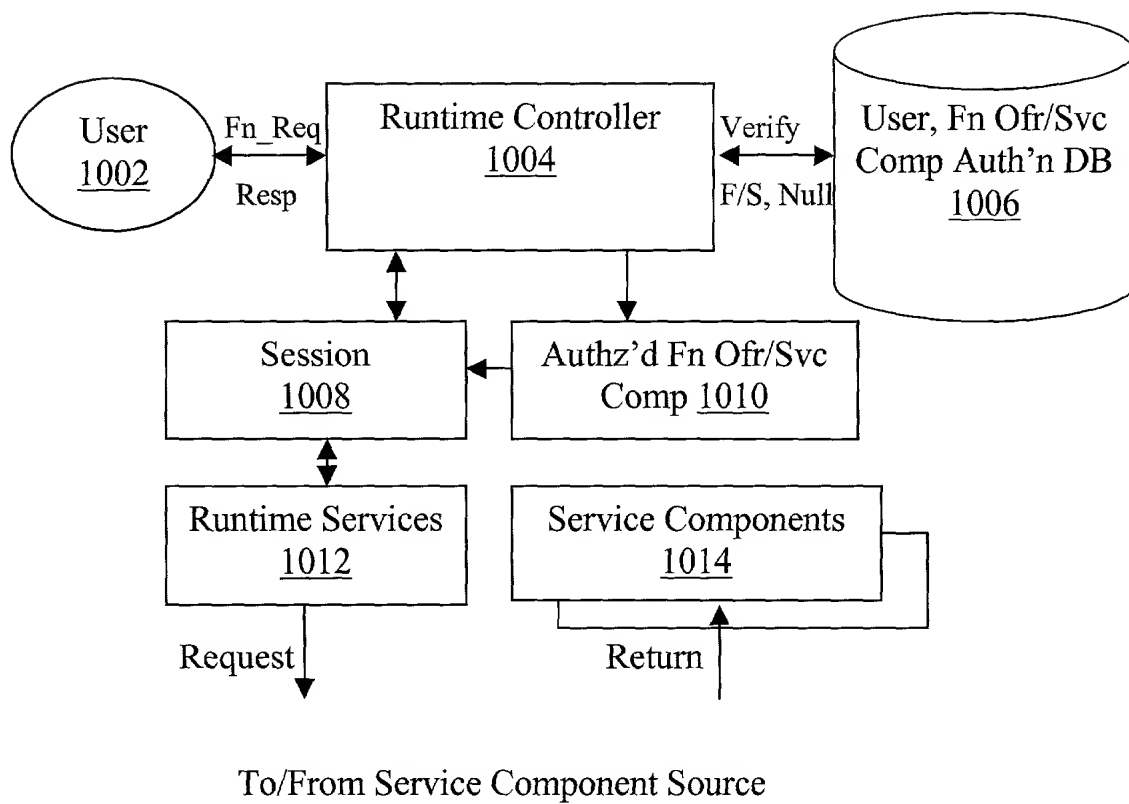 User
1002
Fn_Req
Resp
Runtime Controller
1004
Verify
F/S, Null
User, Fn Ofr/Svc
Comp Auth’n DB
1006
Session
1008
Authz’d Fn Ofr/Svc
Comp 1010
Runtime Services
1012
Service Components
1014
Request
Return
To/From Service Component Source